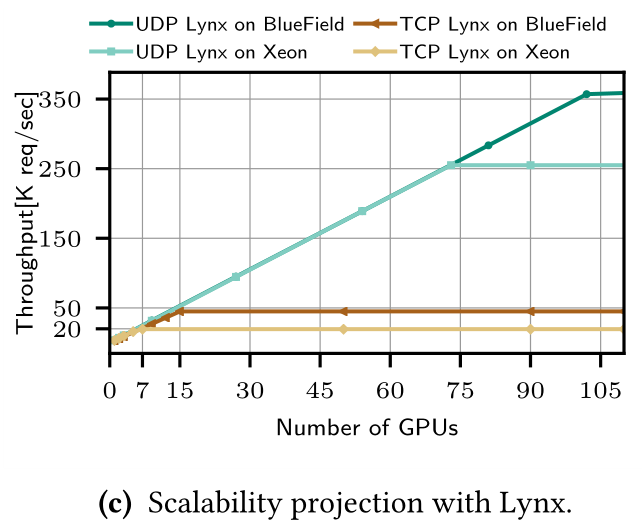 UDP Lynx on BlueField TCP Lynx on BlueField
UDP Lynx on Xeon TCP Lynx on Xeon
Throughput[K req/sec]
350
250
150
50
20
0 7 15 30 45 60 75 90 105
Number of GPUs
(c) Scalability projection with Lynx.